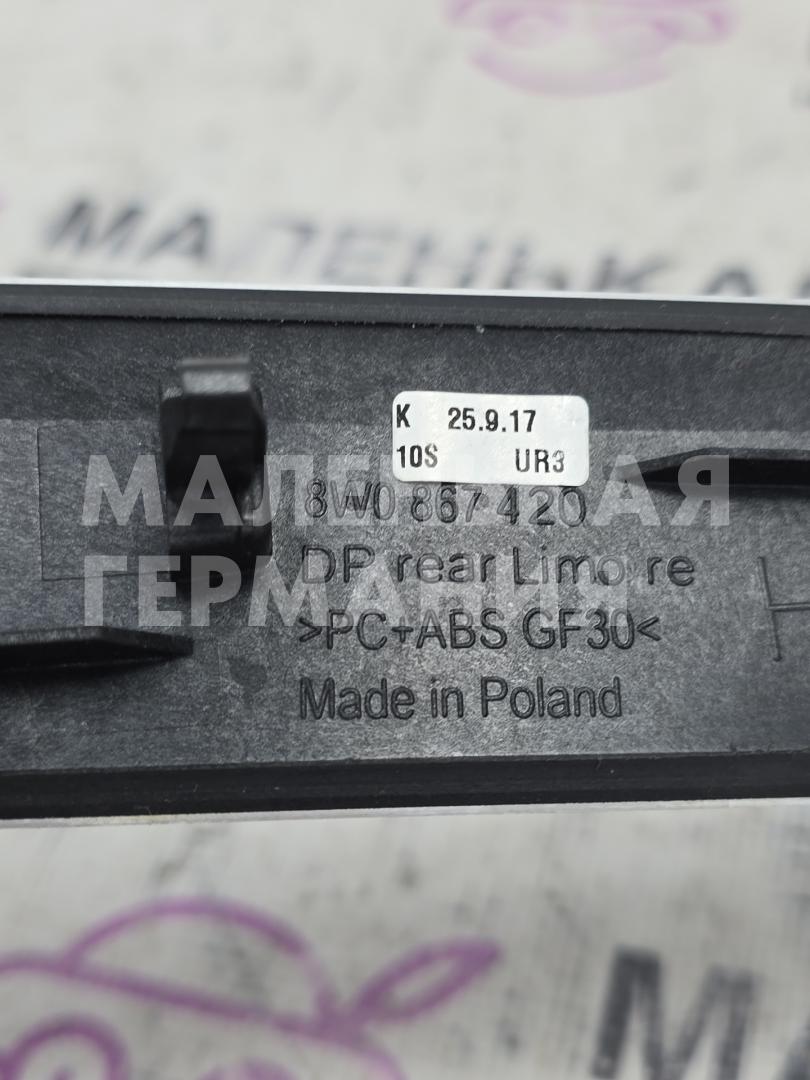 МАЛЕНЬКАЯ
K 25.9.17
10S UR3
8W0 867 420
DP rear Limo re
>PC+ABS GF30<
Made in Poland
МАЛЕНЬКАЯ
ГЕРМАНИЯ